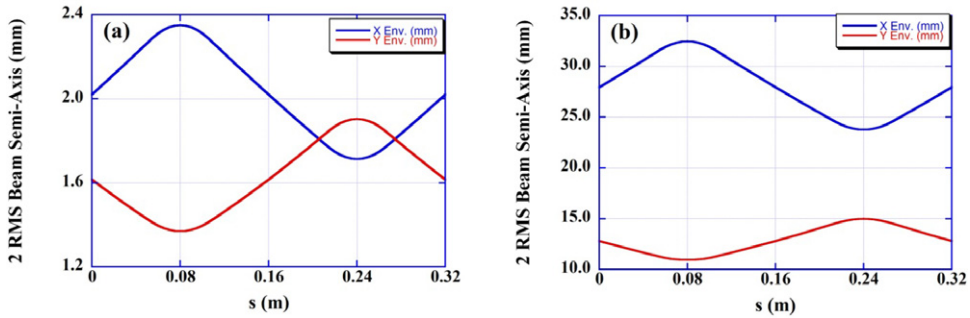 2 RMS Beam Semi-Axis (mm)
2.4
2.0
1.6
1.2
(a)
X Env. (mm)
Y Env. (mm)
0 0.08 0.16 0.24 0.32
s (m)
2 RMS Beam Semi-Axis (mm)
35.0
30.0
25.0
20.0
15.0
10.0
(b)
X Env. (mm)
Y Env. (mm)
0 0.08 0.16 0.24 0.32
s (m)